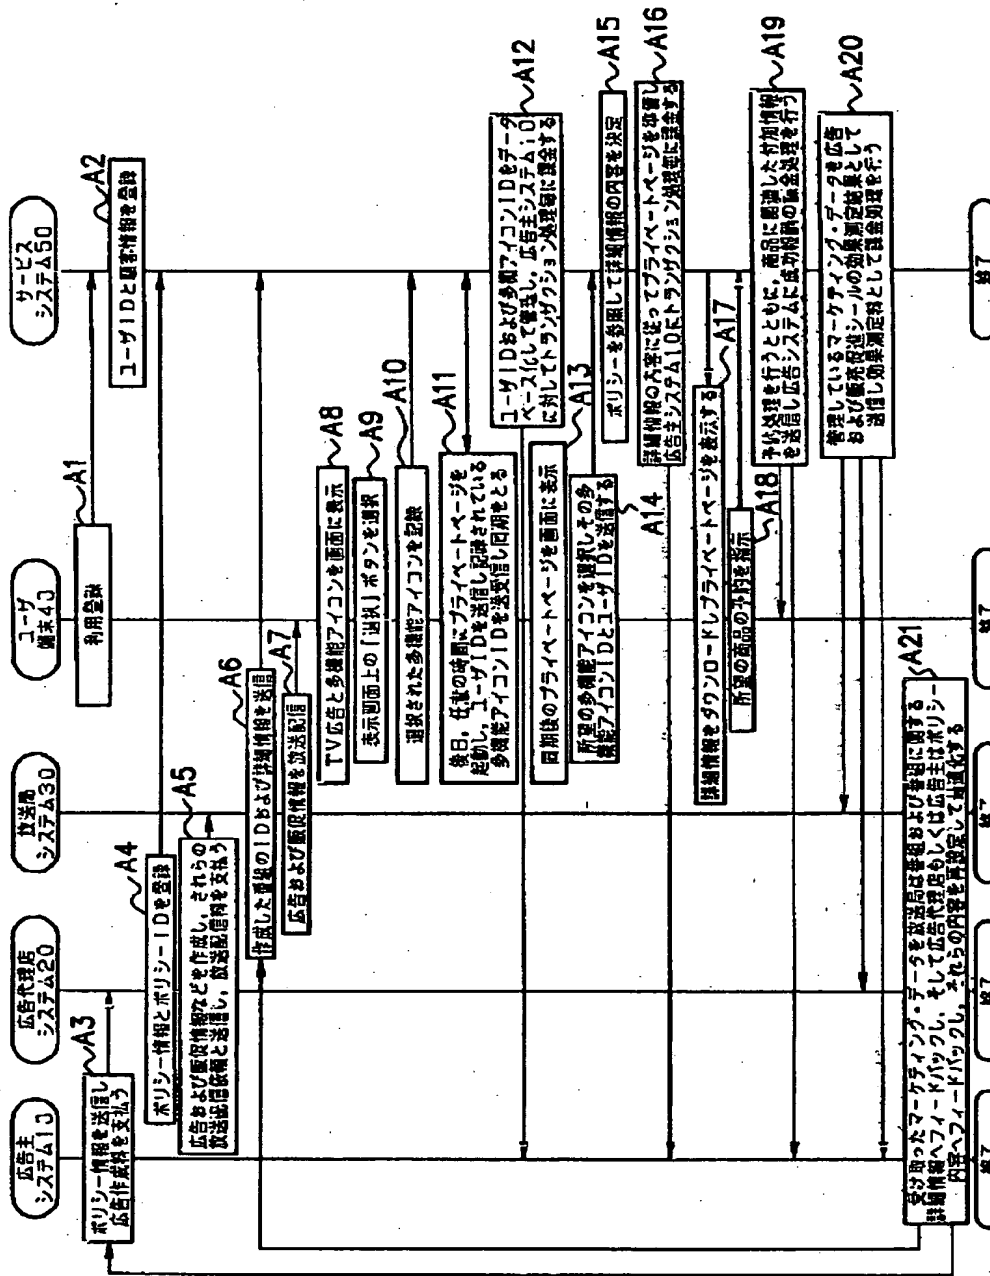 広告主
システム10
広告代理店
システム20
放送局
システム30
ユーザ
端末40
サービス
システム50
A1
利用登録
A2
ユーザIDと顧客情報を登録
A3
ポリシー情報を送信し
広告作成料を支払う
A4
ポリシー情報とポリシーIDを登録
A5
広告および販促情報などを作成し、それらの
放送配信依頼と送信し、放送配信料を支払う
A6
作成した番組のIDおよび詳細情報を送信
A7
広告および販促情報を放送配信
A8
TV広告と多機能アイコンを画面に表示
A9
表示画面上の「選択」ボタンを選択
A10
選択された多機能アイコンを記録
A11
後日、任意の時間にプライベートページを
起動し、ユーザIDを送信し記録されている
多機能アイコンIDを送受信し同期をとる
A12
ユーザIDおよび多機能アイコンIDをデータ
ベース化して管理し、広告主システム10
に対してトランザクション処理毎に課金する
A13
同期後のプライベートページを画面に表示
A14
所望の多機能アイコンを選択しその多
機能アイコンIDとユーザIDを送信する
A15
ポリシーを参照して詳細情報の内容を決定
A16
詳細情報の内容に従ってプライベートページを準備し
広告主システム10にトランザクション処理毎に課金する
A17
詳細情報をダウンロードしプライベートページを表示する
A18
所望の商品の予約を指示
A19
予約処理を行うとともに、商品に関連した付加情報
を送信し広告システムに成功報酬の課金処理を行う
A20
管理しているマーケティング・データを広告
および販売促進シールの効果測定結果として
送信し効果測定料として課金処理を行う
A21
受け取ったマーケティング・データを放送局は番組および番組に関する
詳細情報へフィードバックし、そして広告代理店もしくは広告主はポリシー
内容へフィードバックし、それらの内容を再設定して最適化する
終了
終了
終了
終了
終了